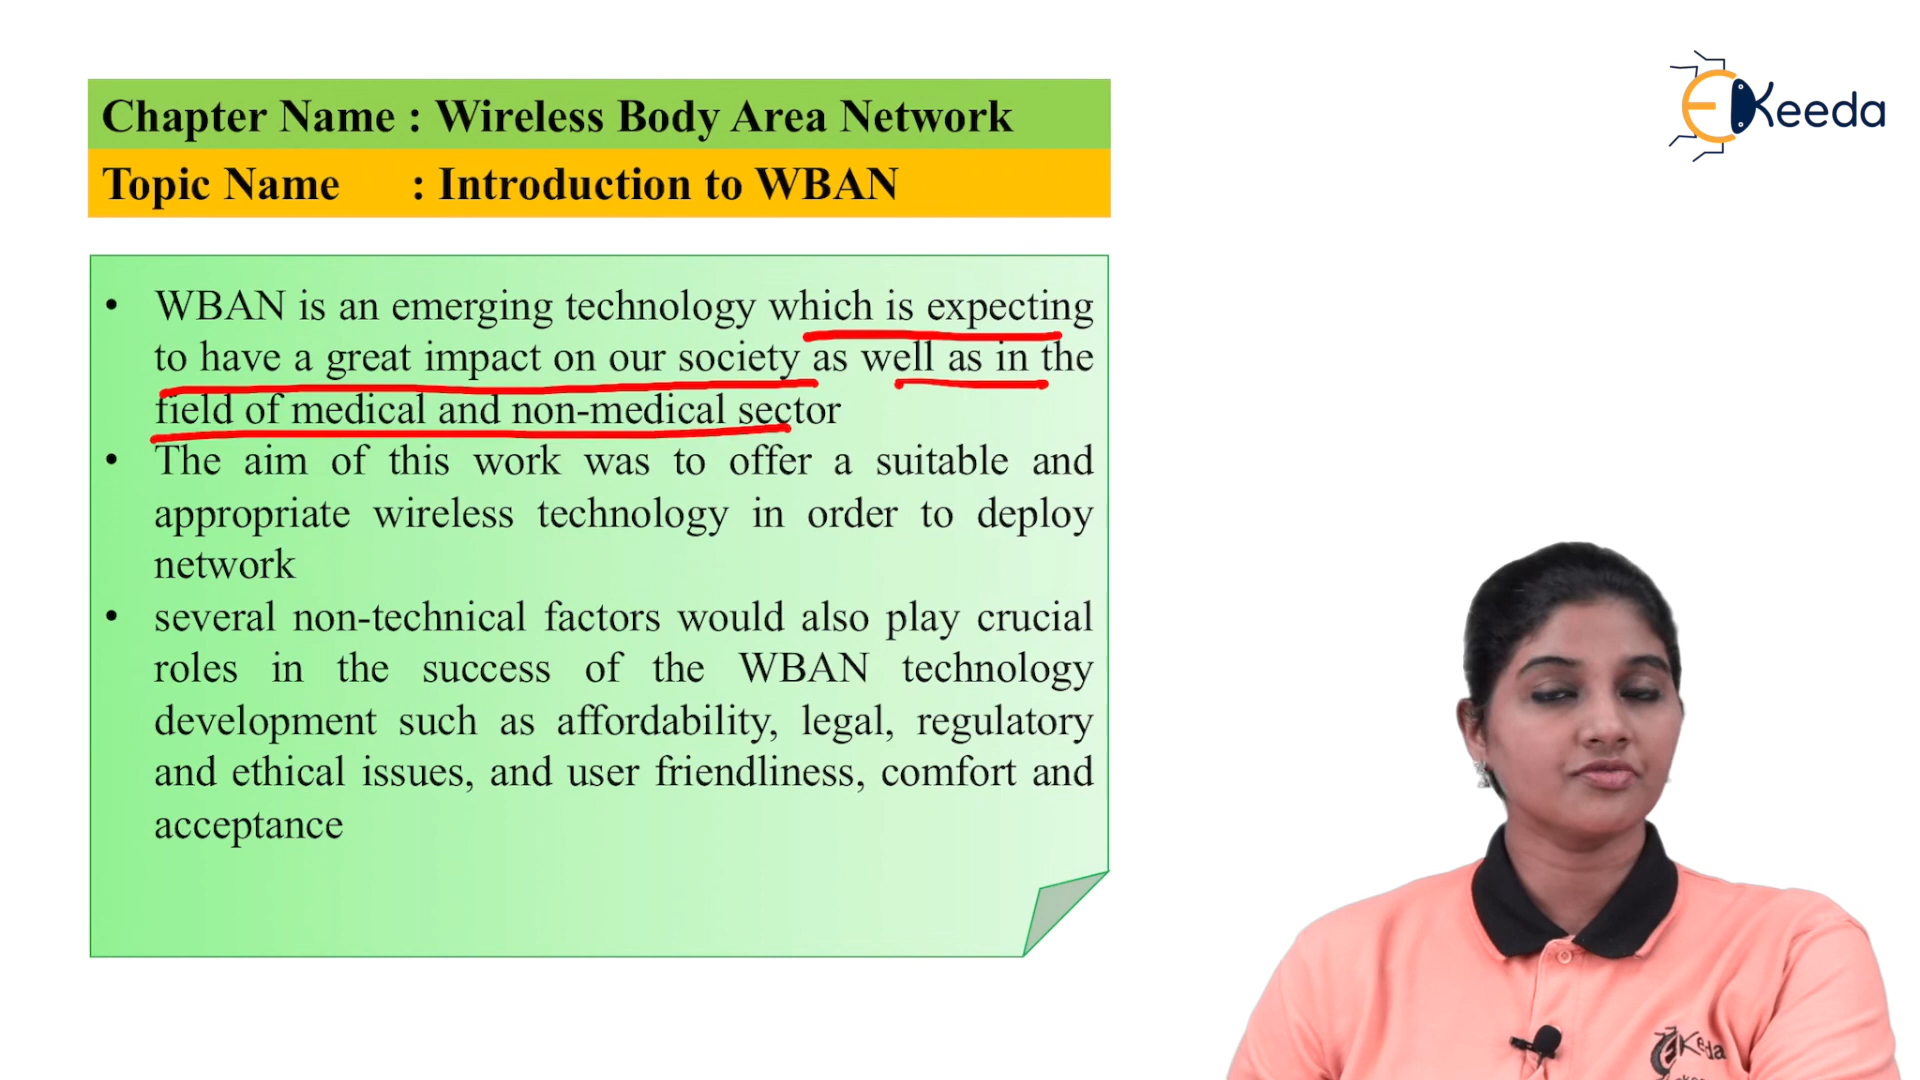 EKeeda
Chapter Name : Wireless Body Area Network
Topic Name : Introduction to WBAN
• WBAN is an emerging technology which is expecting
to have a great impact on our society as well as in the
field of medical and non-medical sector
• The aim of this work was to offer a suitable and
appropriate wireless technology in order to deploy
network
• several non-technical factors would also play crucial
roles in the success of the WBAN technology
development such as affordability, legal, regulatory
and ethical issues, and user friendliness, comfort and
acceptance
EKeeda